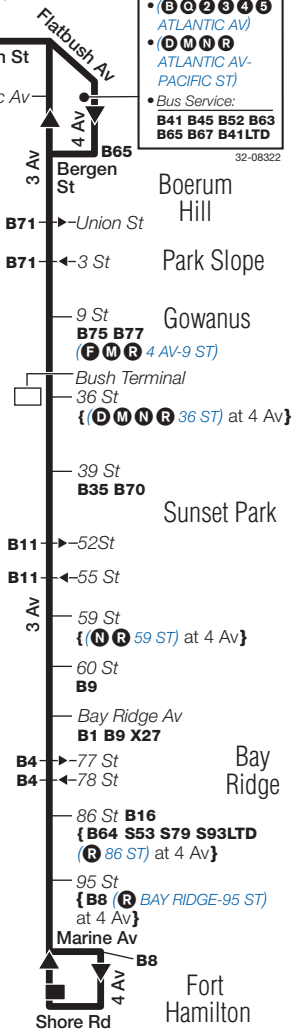 • (B Q 2 3 4 5
ATLANTIC AV)
• (D M N R
ATLANTIC AV-
PACIFIC ST)
• Bus Service:
B41 B45 B52 B63
B65 B67 B41LTD
32-08322
Flatbush Av
n St
c Av
4 Av
3 Av
B65
Bergen
St
Boerum
Hill
B71 Union St
B71 3 St
Park Slope
9 St
B75 B77
(F M R 4 AV-9 ST)
Gowanus
Bush Terminal
36 St
{(D M N R 36 ST) at 4 Av}
39 St
B35 B70
Sunset Park
B11 52St
B11 55 St
3 Av
59 St
{(N R 59 ST) at 4 Av}
60 St
B9
Bay Ridge Av
B1 B9 X27
B4 77 St
B4 78 St
Bay
Ridge
86 St B16
{B64 S53 S79 S93LTD
(R 86 ST) at 4 Av}
95 St
{B8 (R BAY RIDGE-95 ST)
at 4 Av}
Marine Av
B8
4 Av
Shore Rd
Fort
Hamilton